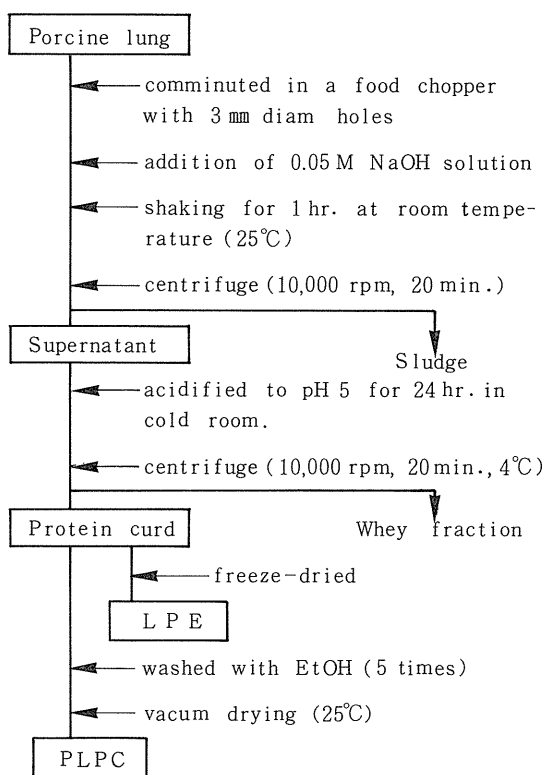 Porcine lung
comminuted in a food chopper
with 3 mm diam holes
addition of 0.05 M NaOH solution
shaking for 1 hr. at room tempe-
rature (25℃)
centrifuge (10,000 rpm, 20 min.)
Supernatant
Sludge
acidified to pH 5 for 24 hr. in
cold room.
centrifuge (10,000 rpm, 20 min., 4℃)
Protein curd
Whey fraction
freeze-dried
L P E
washed with EtOH (5 times)
vacum drying (25℃)
PLPC